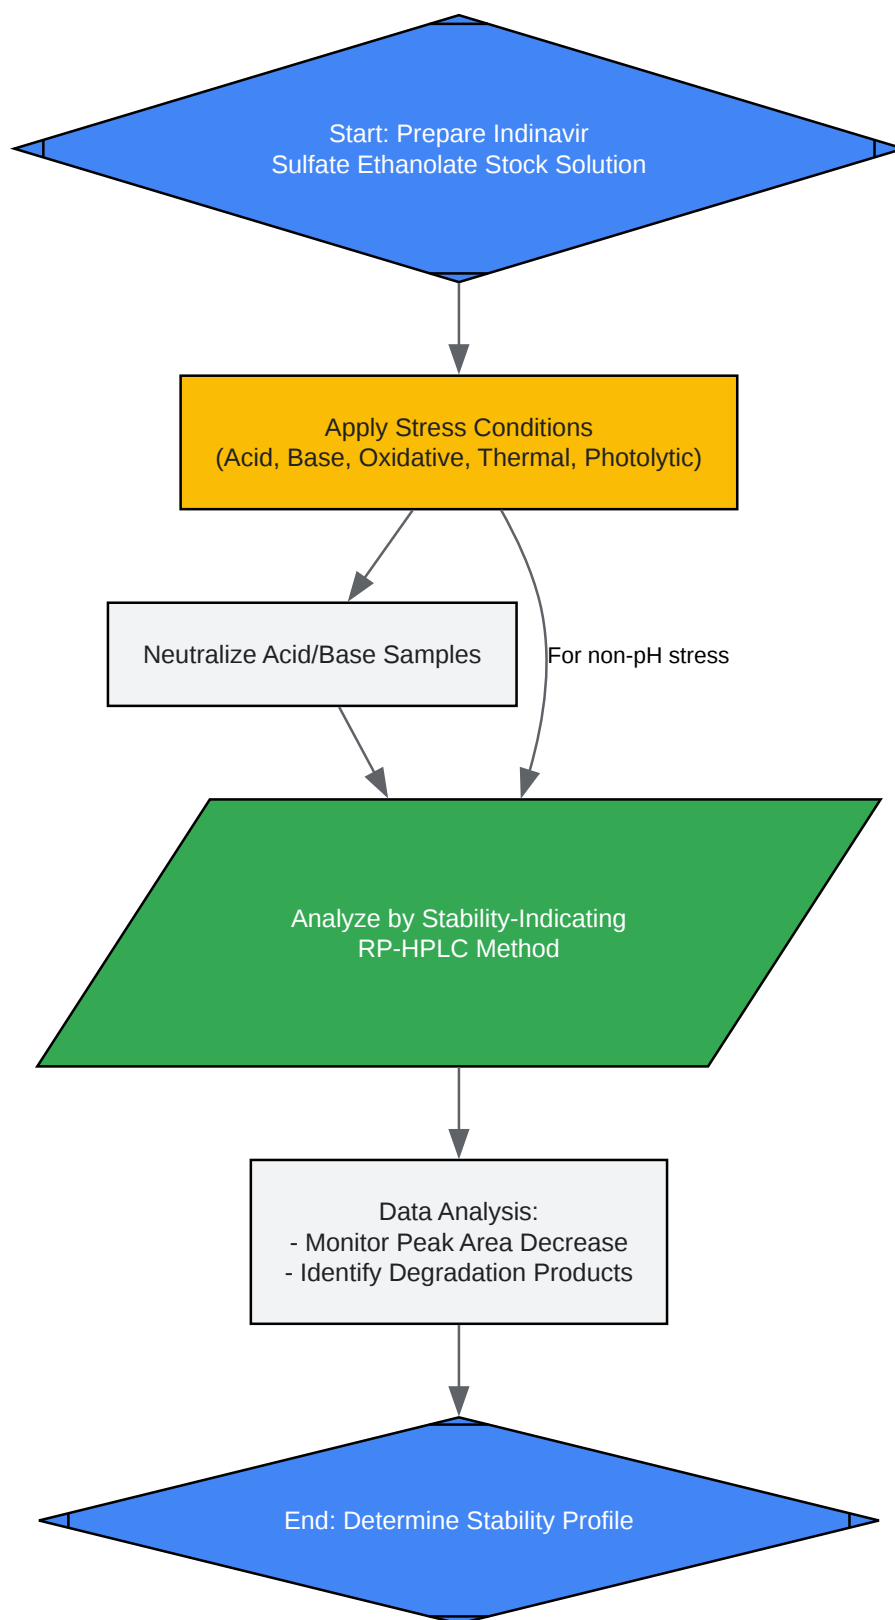 Start: Prepare Indinavir
Sulfate Ethanolate Stock Solution
Apply Stress Conditions
(Acid, Base, Oxidative, Thermal, Photolytic)
Neutralize Acid/Base Samples
For non-pH stress
Analyze by Stability-Indicating
RP-HPLC Method
Data Analysis:
- Monitor Peak Area Decrease
- Identify Degradation Products
End: Determine Stability Profile